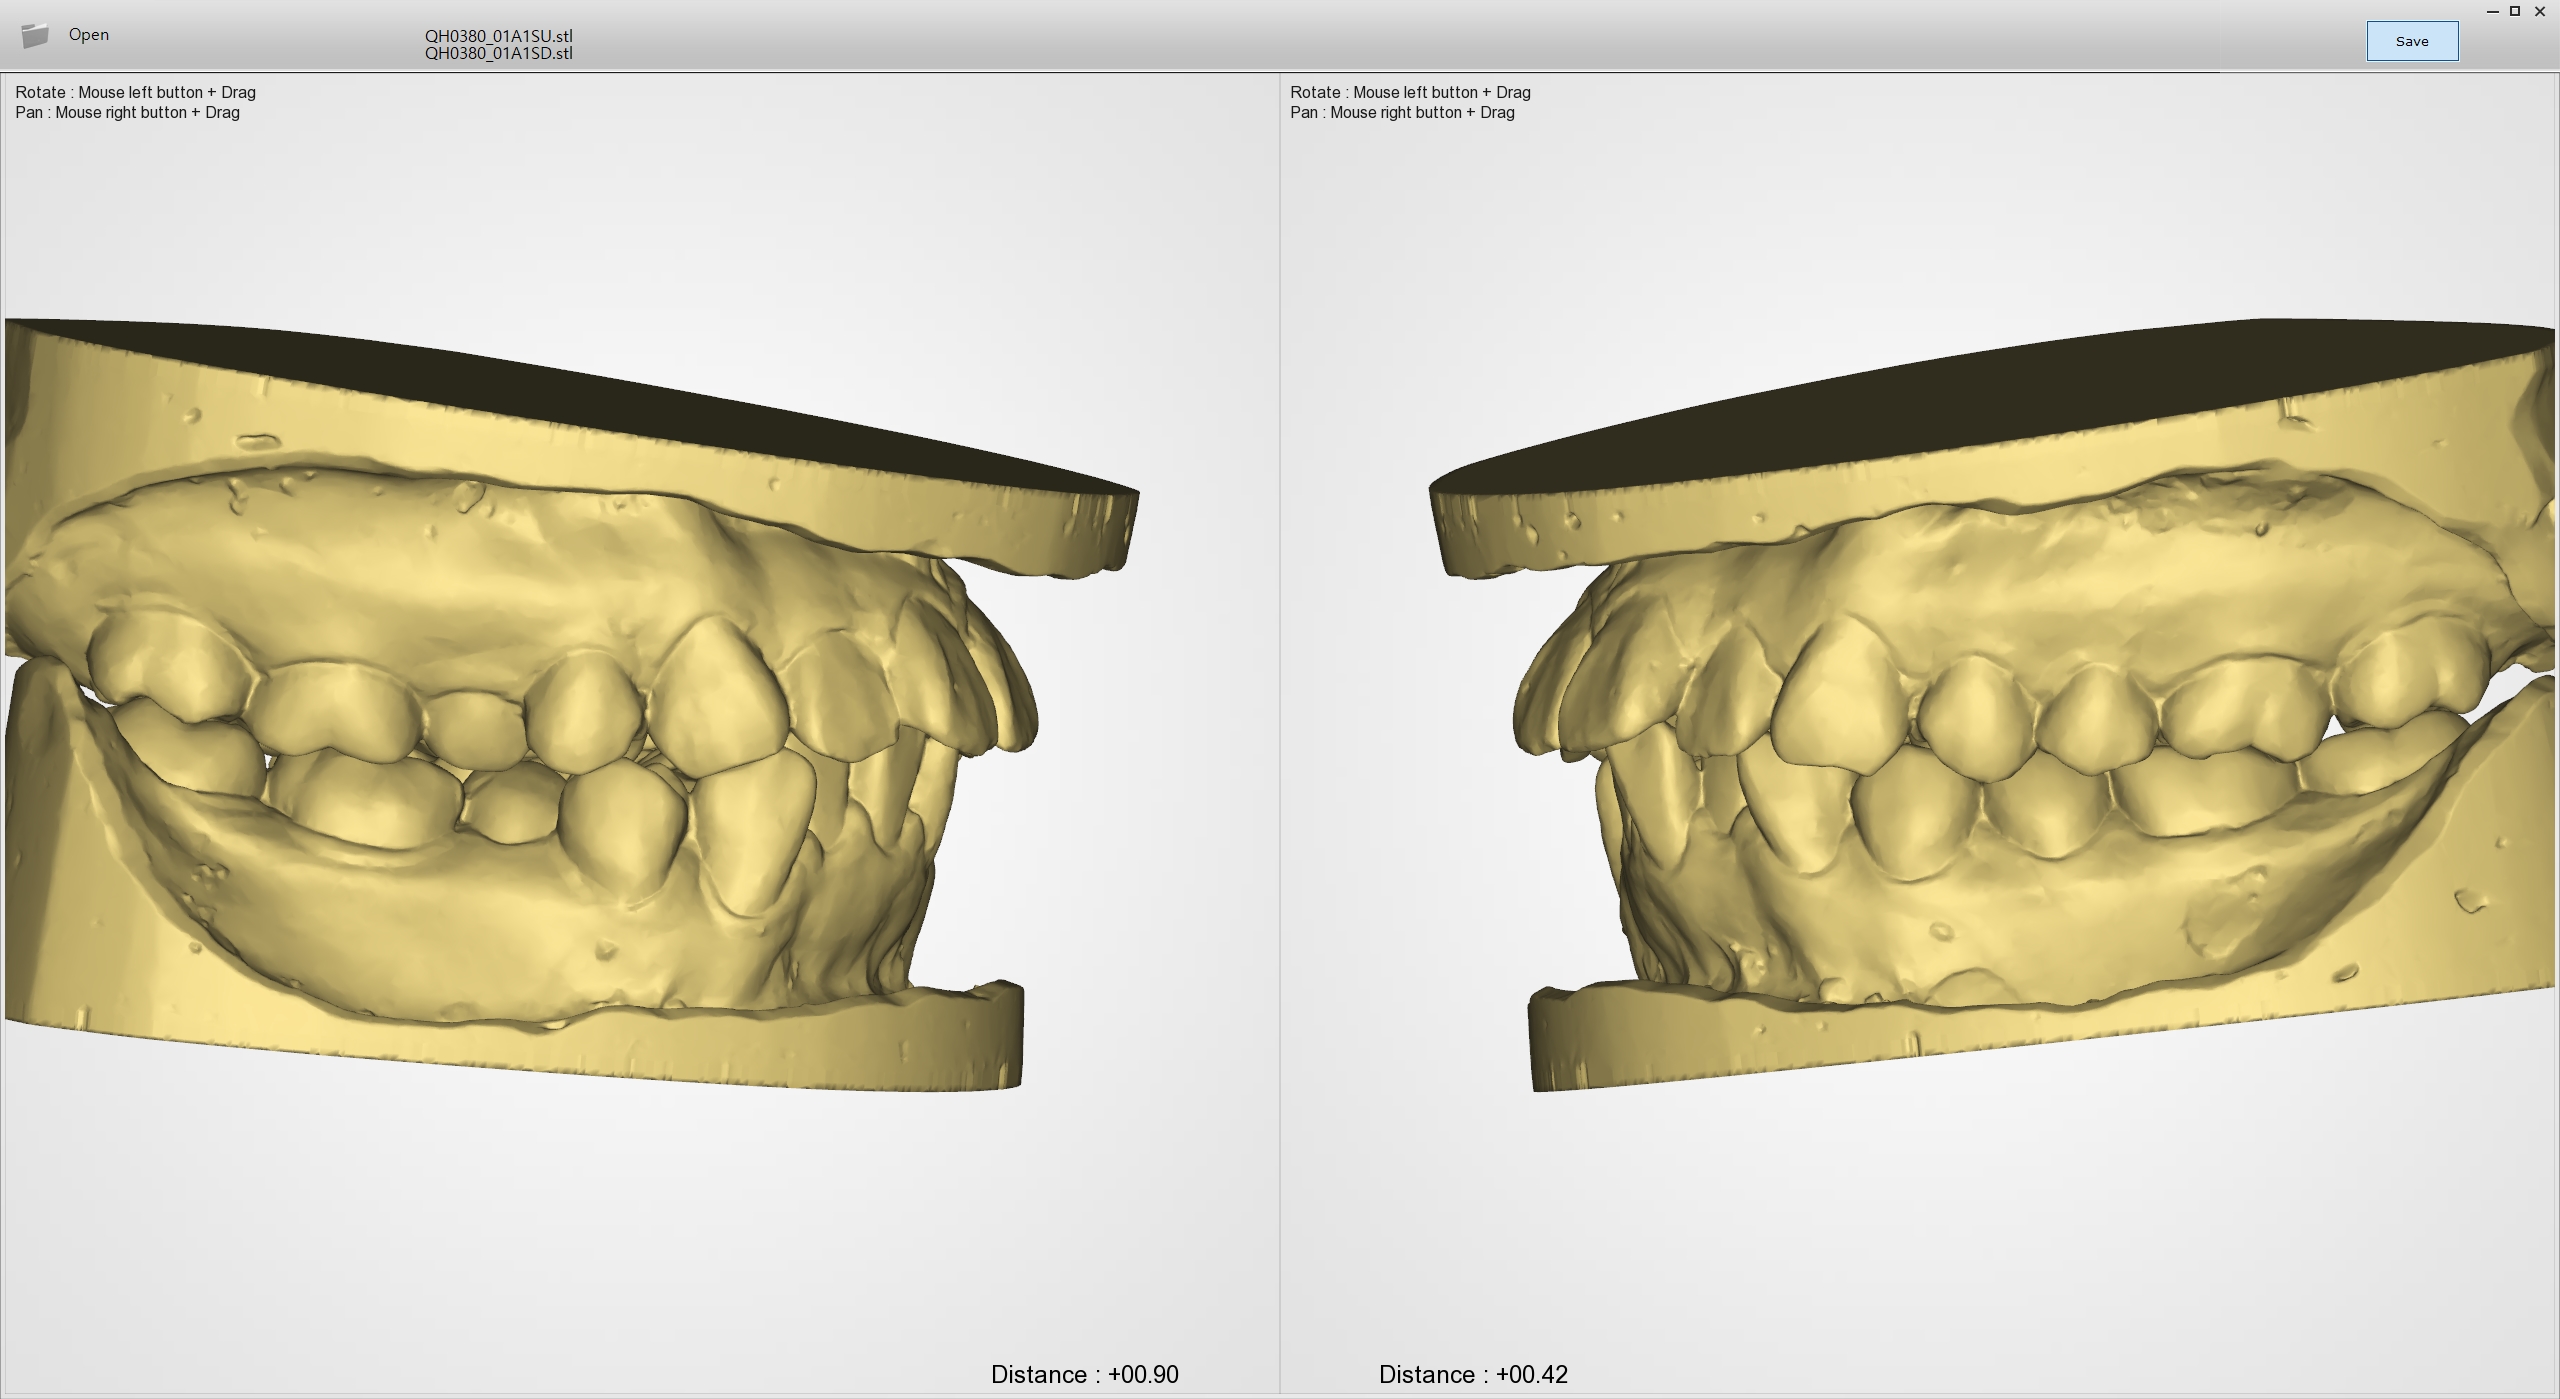 Open
QH0380_01A1SU.stl
QH0380_01A1SD.stl
Save
Rotate : Mouse left button + Drag
Pan : Mouse right button + Drag
Rotate : Mouse left button + Drag
Pan : Mouse right button + Drag
Distance : +00.90
Distance : +00.42